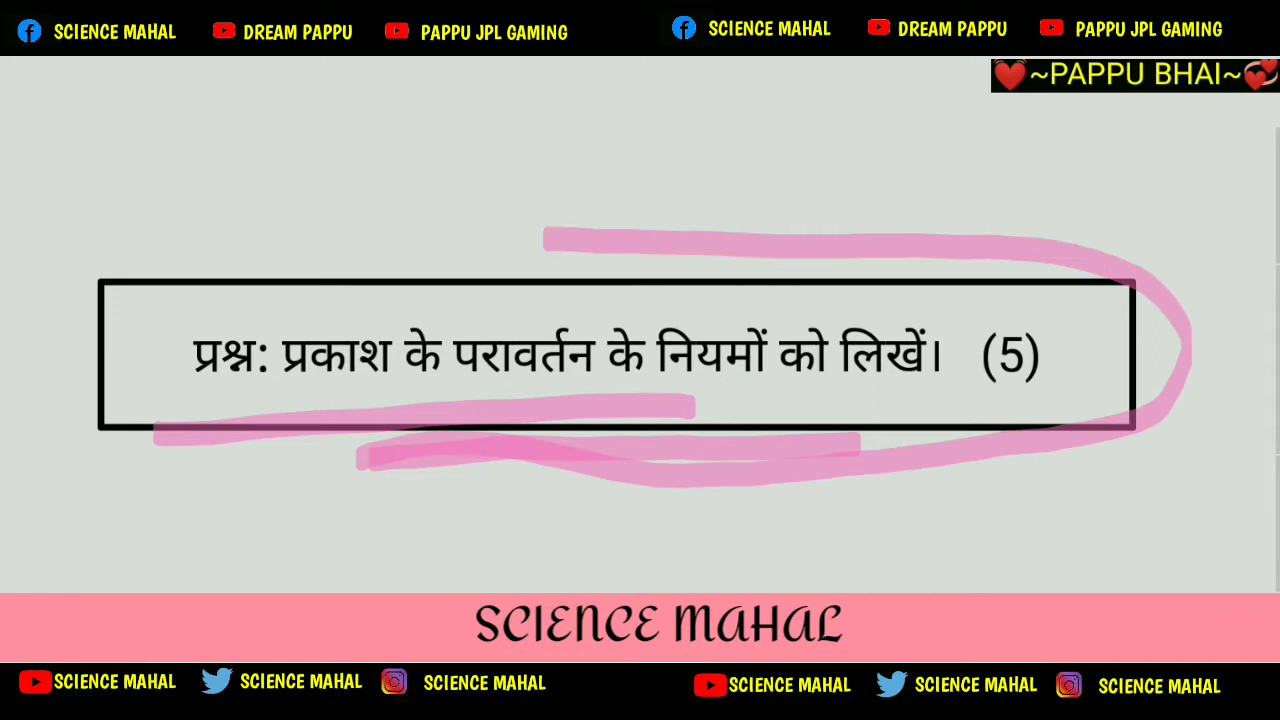 SCIENCE MAHAL DREAM PAPPU PAPPU JPL GAMING SCIENCE MAHAL DREAM PAPPU PAPPU JPL GAMING
~PAPPU BHAI~
प्रश्न: प्रकाश के परावर्तन के नियमों को लिखें। (5)
SCIENCE MAHAL
SCIENCE MAHAL SCIENCE MAHAL SCIENCE MAHAL SCIENCE MAHAL SCIENCE MAHAL SCIENCE MAHAL